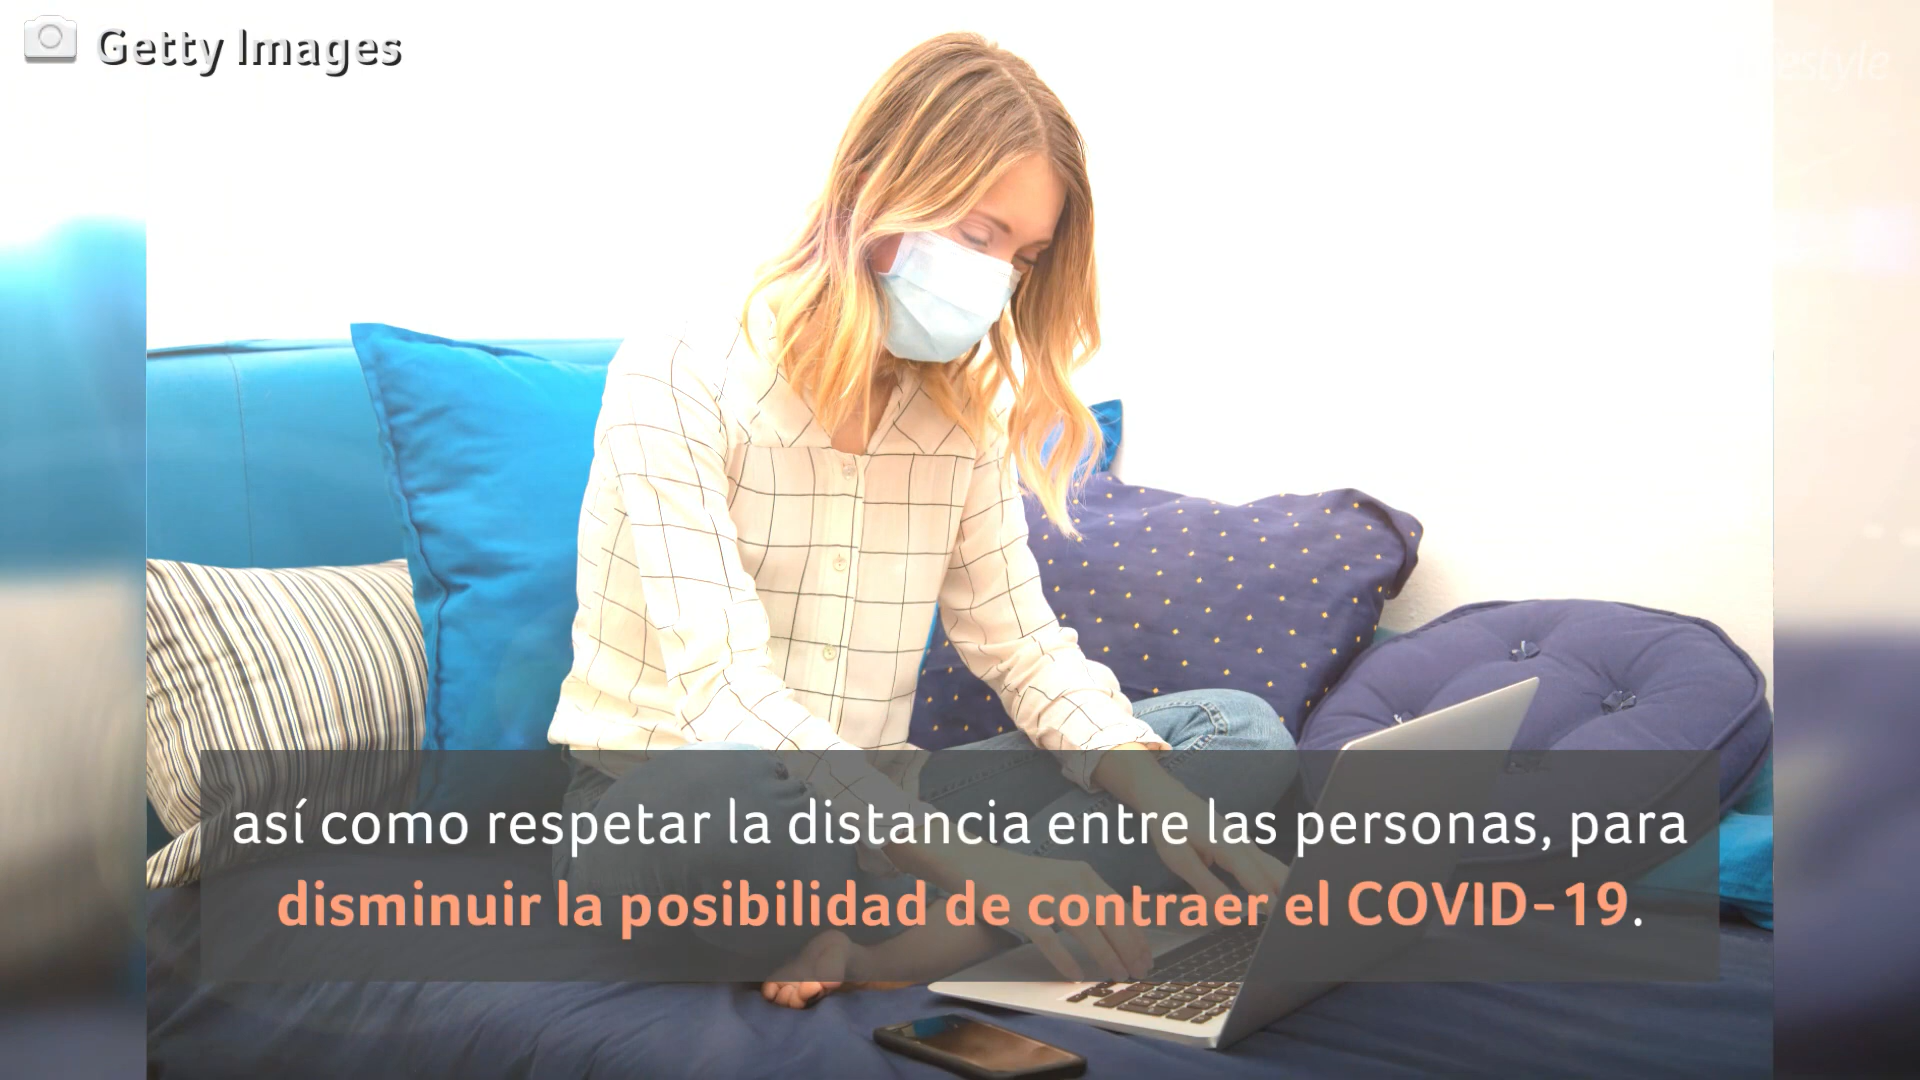 Getty Images
así como respetar la distancia entre las personas, para
disminuir la posibilidad de contraer el COVID-19.